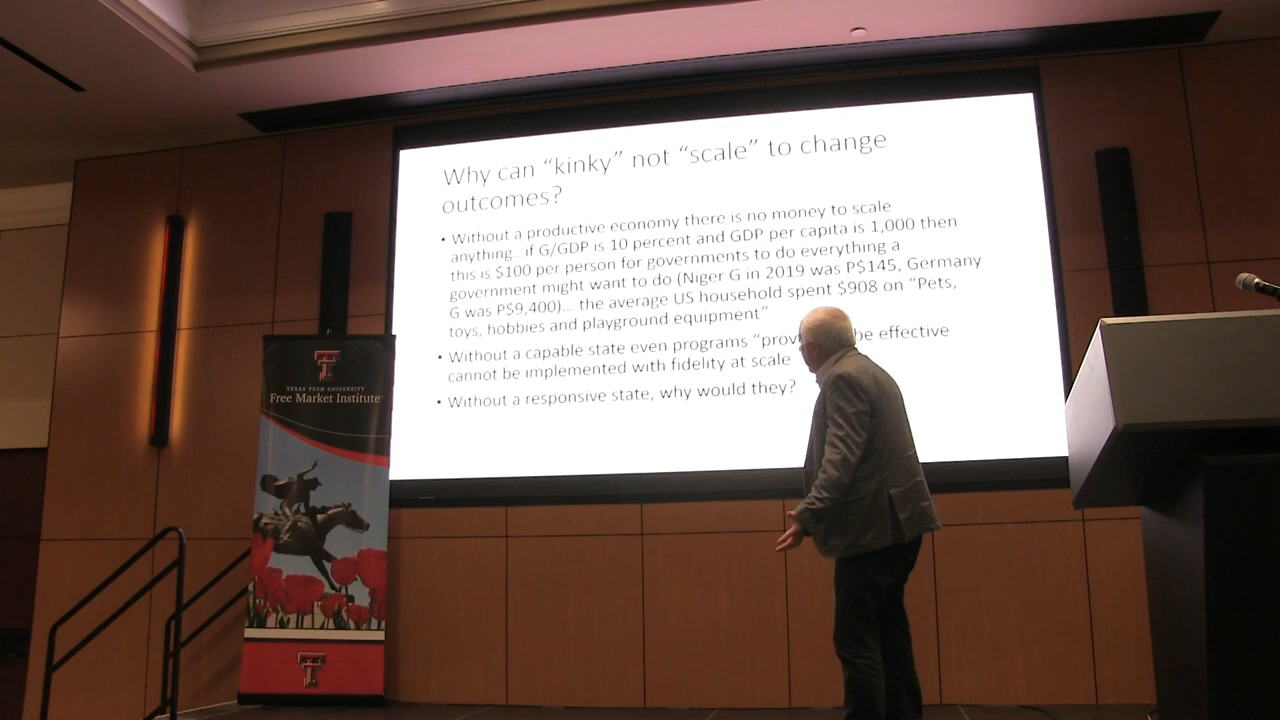 Why can “kinky” not “scale” to change
outcomes?
• Without a productive economy there is no money to scale
anything...if G/GDP is 10 percent and GDP per capita is 1,000 then
this is $100 per person for governments to do everything a
government might want to do (Niger G in 2019 was P$145, Germany
G was P$9,400)... the average US household spent $908 on “Pets,
toys, hobbies and playground equipment”
• Without a capable state even programs “prov be effective
cannot be implemented with fidelity at scale
• Without a responsive state, why would they?
TEXAS TECH UNIVERSITY
Free Market Institute